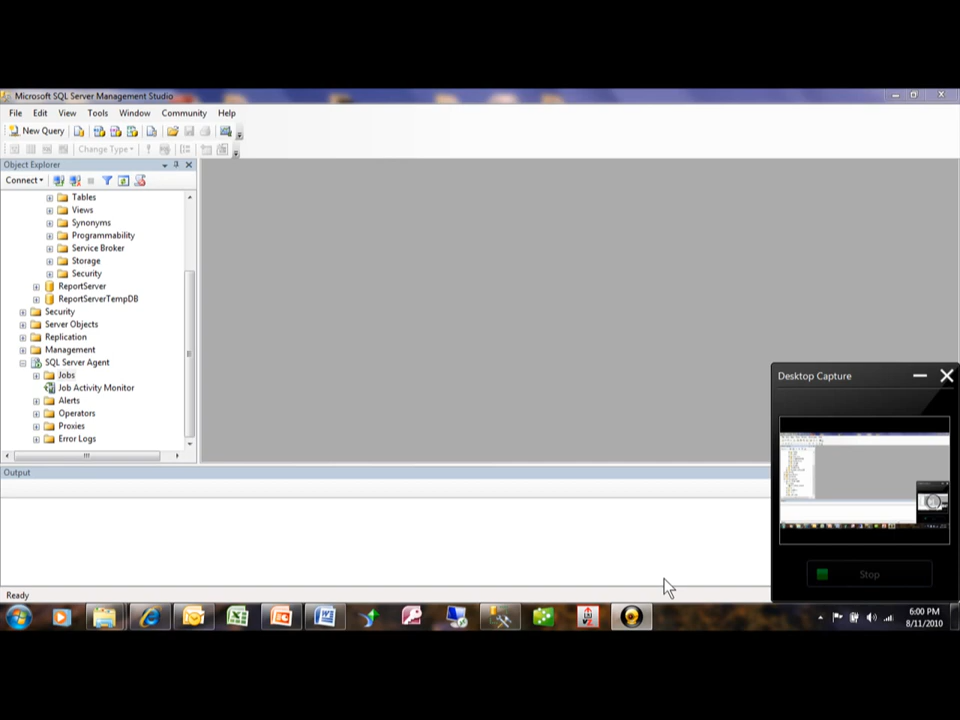 Microsoft SQL Server Management Studio
File Edit View Tools Window Community Help
New Query
Change Type
Object Explorer
Connect
Tables
Views
Synonyms
Programmability
Service Broker
Storage
Security
ReportServer
ReportServerTempDB
Security
Server Objects
Replication
Management
SQL Server Agent
Jobs
Job Activity Monitor
Alerts
Operators
Proxies
Error Logs
Desktop Capture
Output
Stop
Ready
6:00 PM
8/11/2010